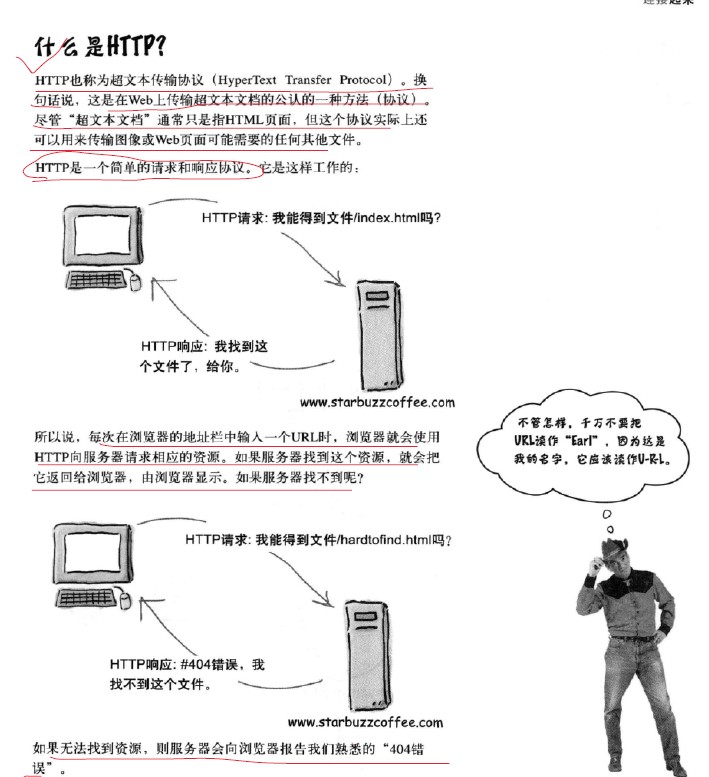 连接起来
什么是HTTP?
HTTP也称为超文本传输协议（HyperText Transfer Protocol）。换
句话说，这是在Web上传输超文本文档的公认的一种方法（协议）。
尽管“超文本文档”通常只是指HTML页面，但这个协议实际上还
可以用来传输图像或Web页面可能需要的任何其他文件。
HTTP是一个简单的请求和响应协议。它是这样工作的：
HTTP请求: 我能得到文件/index.html吗?
HTTP响应: 我找到这
个文件了，给你。
www.starbuzzcoffee.com
所以说，每次在浏览器的地址栏中输入一个URL时，浏览器就会使用
HTTP向服务器请求相应的资源。如果服务器找到这个资源，就会把
它返回给浏览器，由浏览器显示。如果服务器找不到呢?
不管怎样，千万不要把
URL读作“Earl”，因为这是
我的名字，它应该读作U-R-L。
HTTP请求: 我能得到文件/hardtofind.html吗?
HTTP响应: #404错误，我
找不到这个文件。
www.starbuzzcoffee.com
如果无法找到资源，则服务器会向浏览器报告我们熟悉的“404错
误”。